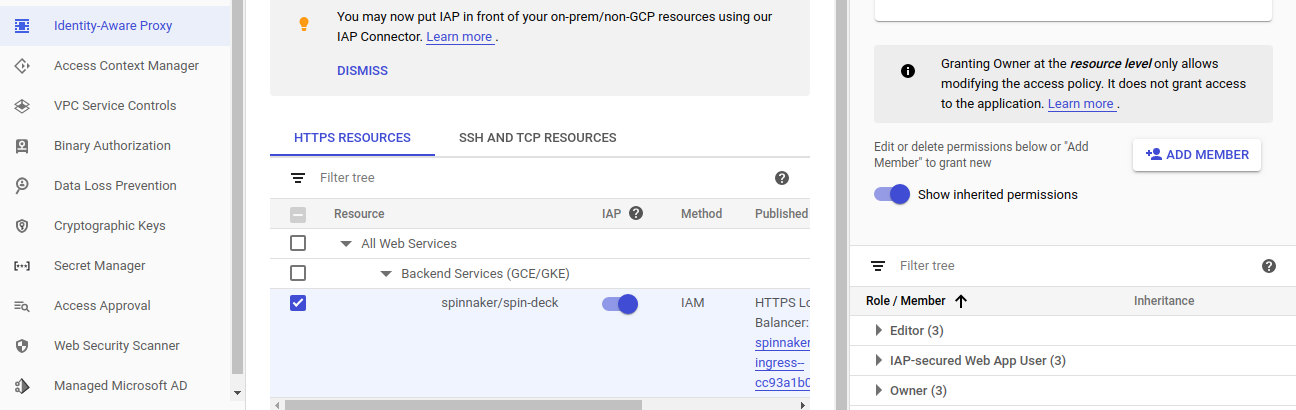 Identity-Aware Proxy
Access Context Manager
VPC Service Controls
Binary Authorization
Data Loss Prevention
Cryptographic Keys
Secret Manager
Access Approval
Web Security Scanner
Managed Microsoft AD
You may now put IAP in front of your on-prem/non-GCP resources using our
IAP Connector. Learn more .
DISMISS
HTTPS RESOURCES SSH AND TCP RESOURCES
Filter tree
Resource IAP Method Published
All Web Services
Backend Services (GCE/GKE)
spinnaker/spin-deck IAM HTTPS Lo
Balancer:
spinnaker
ingress--
cc93a1b0
Granting Owner at the resource level only allows
modifying the access policy. It does not grant access
to the application. Learn more .
Edit or delete permissions below or "Add
Member" to grant new
ADD MEMBER
Show inherited permissions
Filter tree
Role / Member Inheritance
Editor (3)
IAP-secured Web App User (3)
Owner (3)